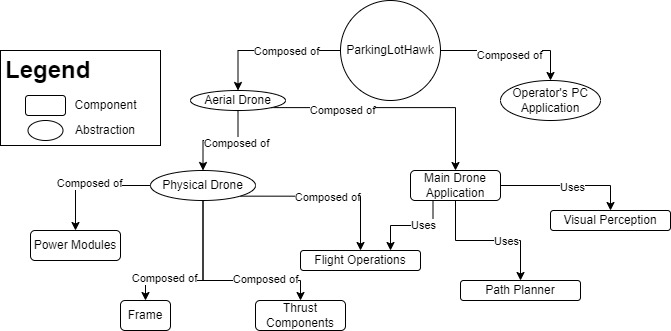 Composed of
ParkingLotHawk
Composed of
Legend
Component
Abstraction
Aerial Drone
Operator's PC
Application
Composed of
Composed of
Composed of
Physical Drone
Main Drone
Application
Uses
Composed of
Visual Perception
Uses
Power Modules
Uses
Flight Operations
Composed of
Composed of
Path Planner
Frame
Thrust
Components